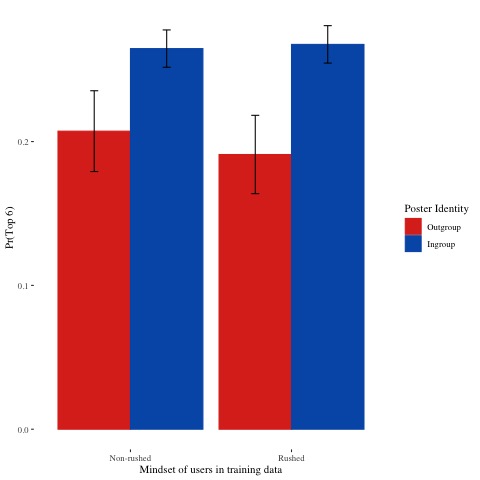 Pr(Top 6)
0.2
0.1
0.0
Non-rushed
Rushed
Mindset of users in training data
Poster Identity
Outgroup
Ingroup